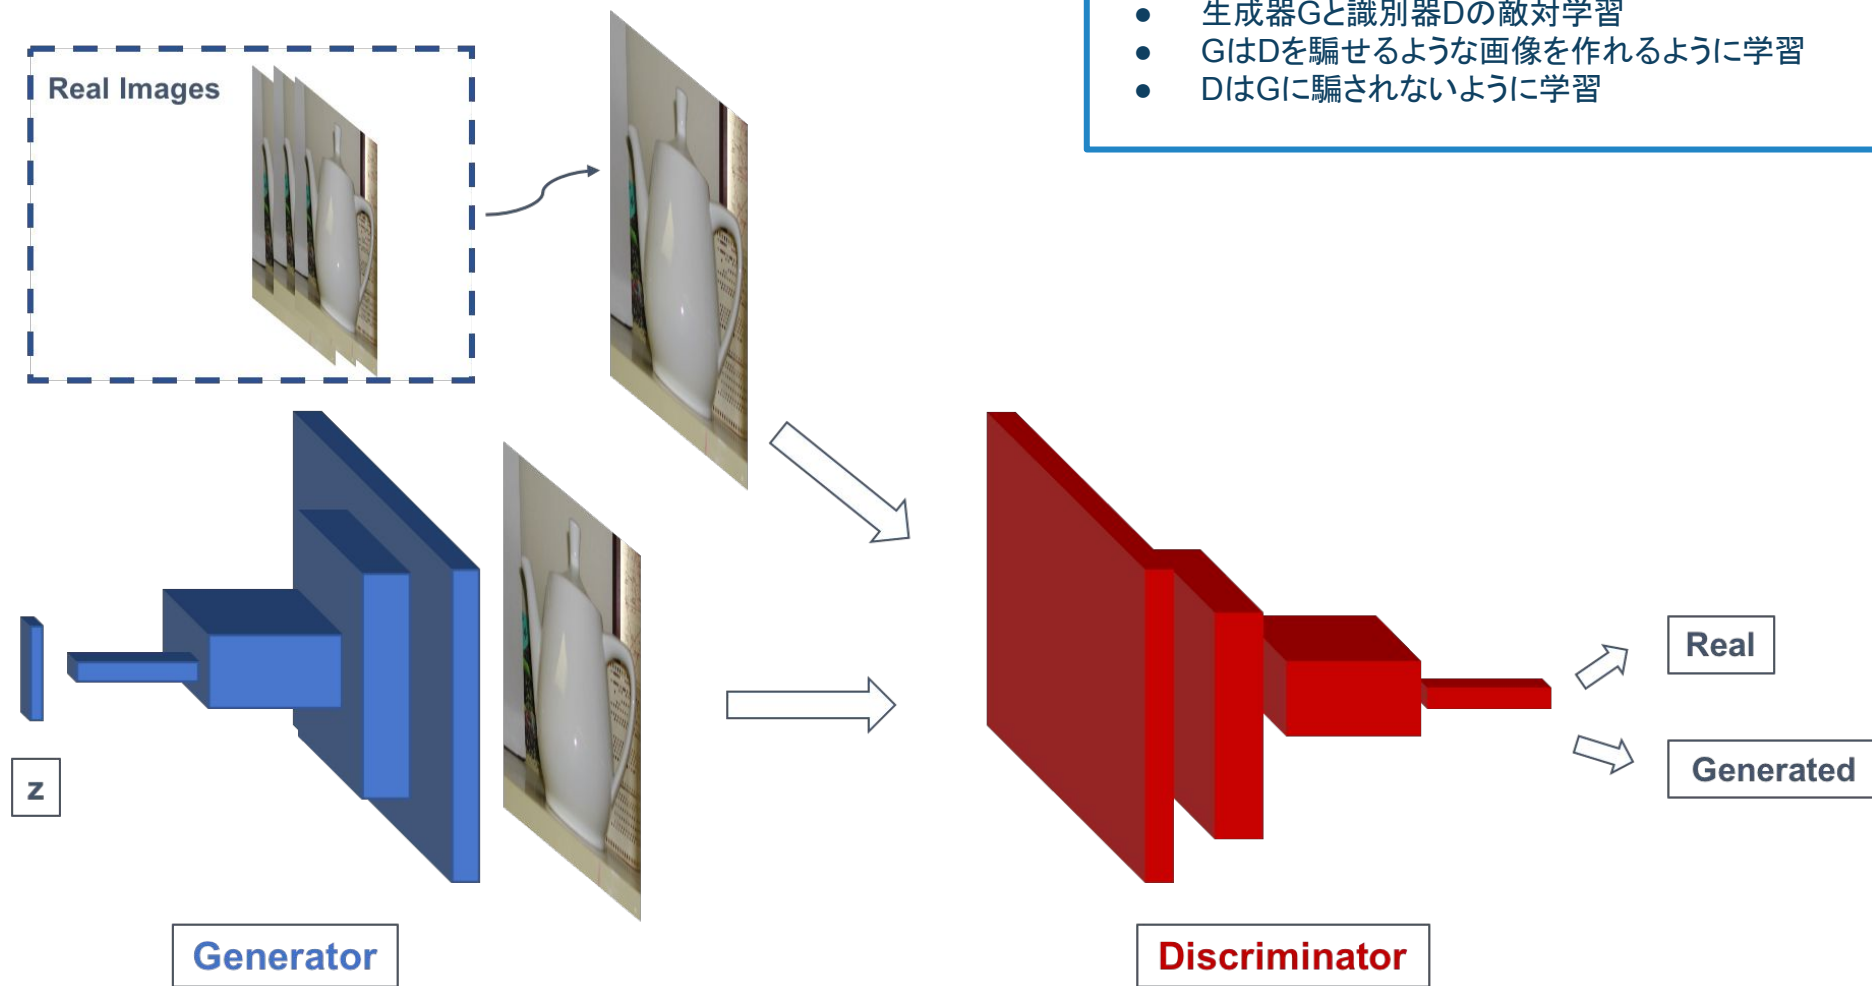 ● 生成器Gと識別器Dの敵対学習
● GはDを騙せるような画像を作れるように学習
● DはGに騙されないように学習
Real Images
Real
Generated
z
Generator
Discriminator